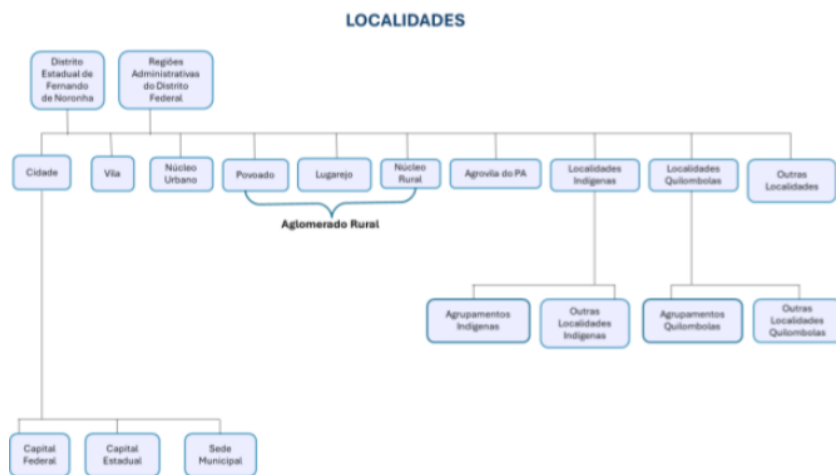 LOCALIDADES
Distrito
Estadual de
Fernando
de Noronha
Regiões
Administrativas
do Distrito
Federal
Cidade
Vila
Núcleo
Urbano
Povoado
Lugarejo
Núcleo
Rural
Agrovila do PA
Localidades
Indígenas
Localidades
Quilombolas
Outras
Localidades
Aglomerado Rural
Agrupamentos
Indígenas
Outras
Localidades
Indígenas
Agrupamentos
Quilombolas
Outras
Localidades
Quilombolas
Capital
Federal
Capital
Estadual
Sede
Municipal